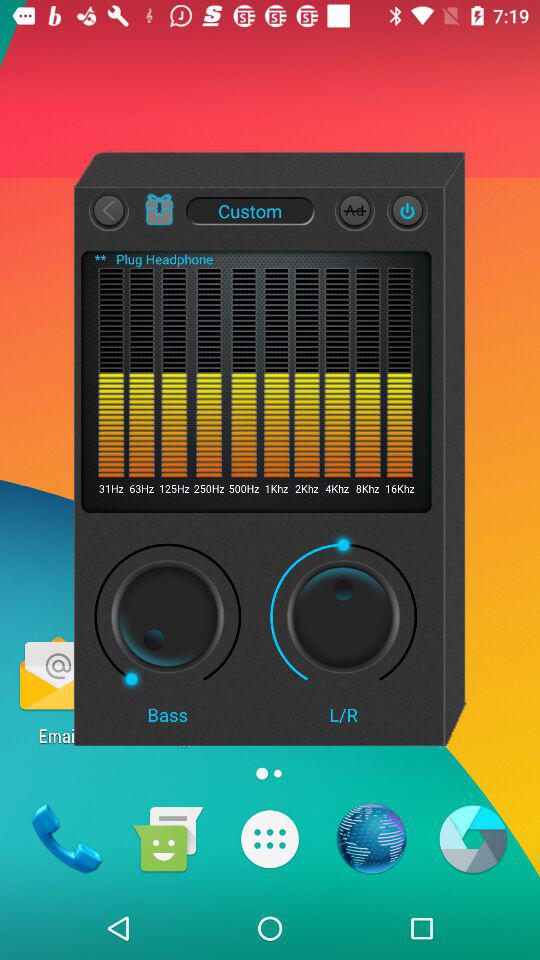 7:19
Custom
Ad
** Plug Headphone
31Hz 63Hz 125Hz 250Hz 500Hz 1Khz 2Khz 4Khz 8Khz 16Khz
Bass L/R
Emai